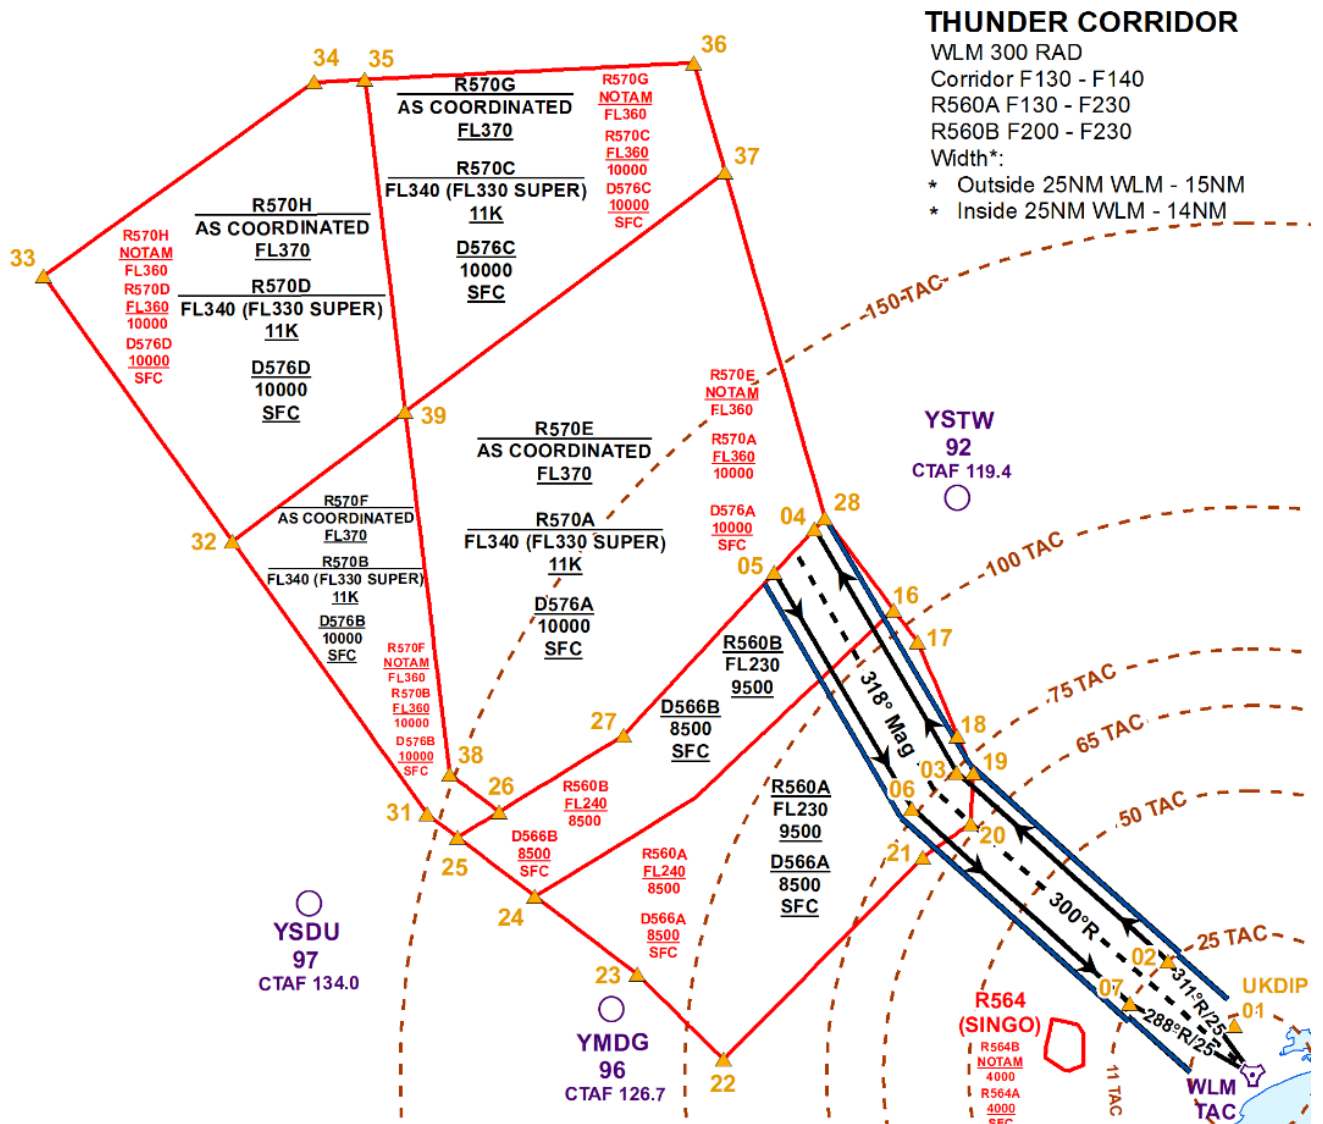 THUNDER CORRIDOR
WLM 300 RAD
Corridor F130 - F140
R560A F130 - F230
R560B F200 - F230
Width*:
* Outside 25NM WLM - 15NM
* Inside 25NM WLM - 14NM
34
35
36
37
33
R570G
AS COORDINATED
FL370
R570C
FL340 (FL330 SUPER)
11K
D576C
10000
SFC
R570G
NOTAM
FL360
R570C
FL360
10000
D576C
10000
SFC
R570H
AS COORDINATED
FL370
R570D
FL340 (FL330 SUPER)
11K
D576D
10000
SFC
R570H
NOTAM
FL360
R570D
FL360
10000
D576D
10000
SFC
150 TAC
39
R570E
AS COORDINATED
FL370
R570A
FL340 (FL330 SUPER)
11K
D576A
10000
SFC
R570E
NOTAM
FL360
R570A
FL360
10000
D576A
10000
SFC
YSTW
92
CTAF 119.4
32
R570F
AS COORDINATED
FL370
R570B
FL340 (FL330 SUPER)
11K
D576B
10000
SFC
R570F
NOTAM
FL360
R570B
FL360
10000
D576B
10000
SFC
04
28
05
100 TAC
16
17
R560B
FL230
9500
D566B
8500
SFC
318° Mag
75 TAC
27
18
65 TAC
38
03
19
26
06
R560B
FL240
8500
D566B
8500
SFC
R560A
FL230
9500
D566A
8500
SFC
50 TAC
31
25
20
21
R560A
FL240
8500
D566A
8500
SFC
24
300°R
YSDU
97
CTAF 134.0
25 TAC
02
23
07
311°R/25
UKDIP
01
288°R/25
R564
(SINGO)
R564B
NOTAM
4000
R564A
4000
SFC
YMDG
96
CTAF 126.7
22
11 TAC
WLM
TAC